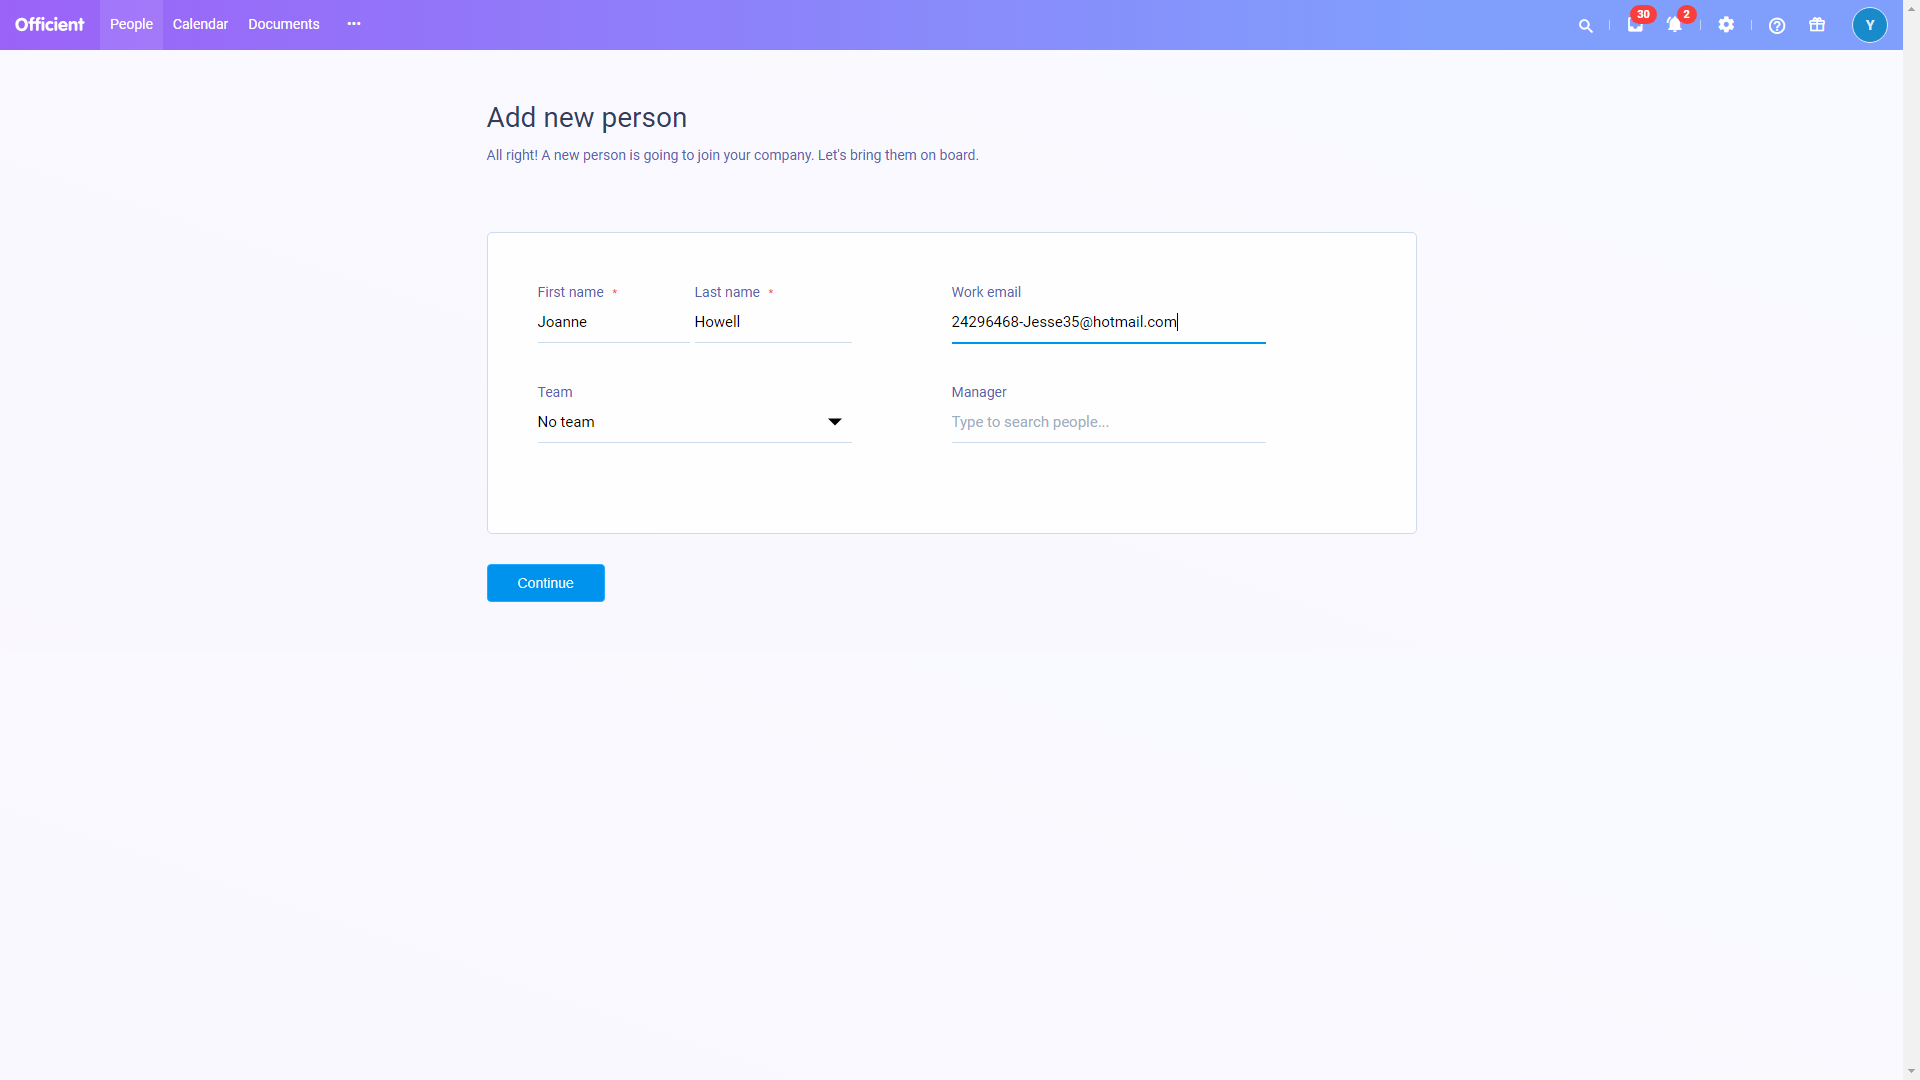 Officient People Calendar Documents ... 30 2 Y
Add new person
All right! A new person is going to join your company. Let's bring them on board.
First name * Last name * Work email
Joanne Howell 24296468-Jesse35@hotmail.com
Team Manager
No team Type to search people...
Continue